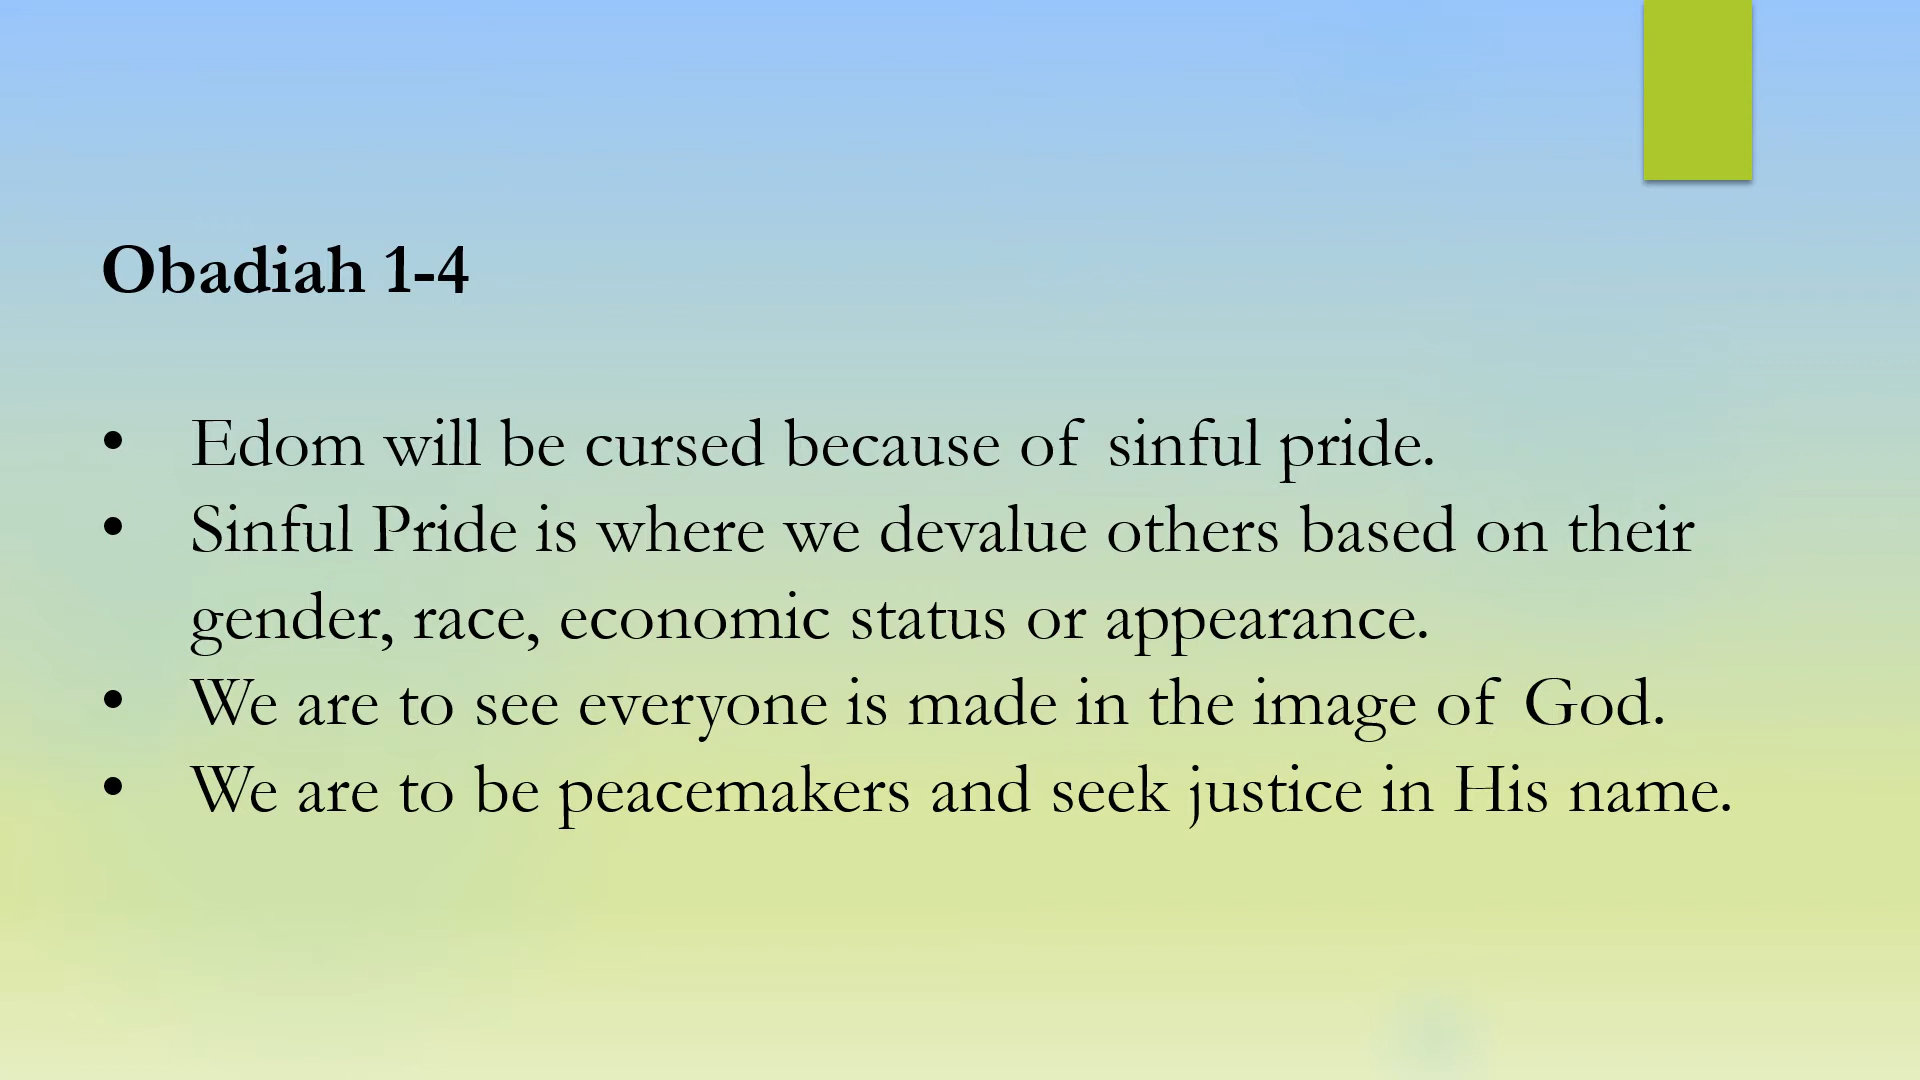 Obadiah 1-4
• Edom will be cursed because of sinful pride.
• Sinful Pride is where we devalue others based on their
gender, race, economic status or appearance.
• We are to see everyone is made in the image of God.
• We are to be peacemakers and seek justice in His name.